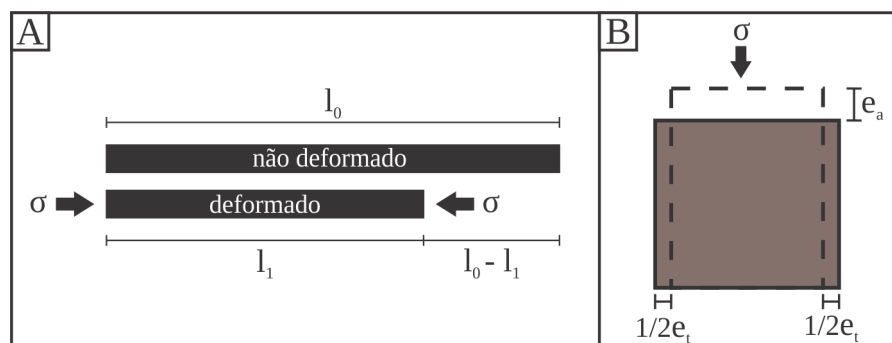 A
l₀
não deformado
σ
deformado
σ
l₁
l₀ - l₁
B
σ
eₐ
1/2eₜ
1/2eₜ